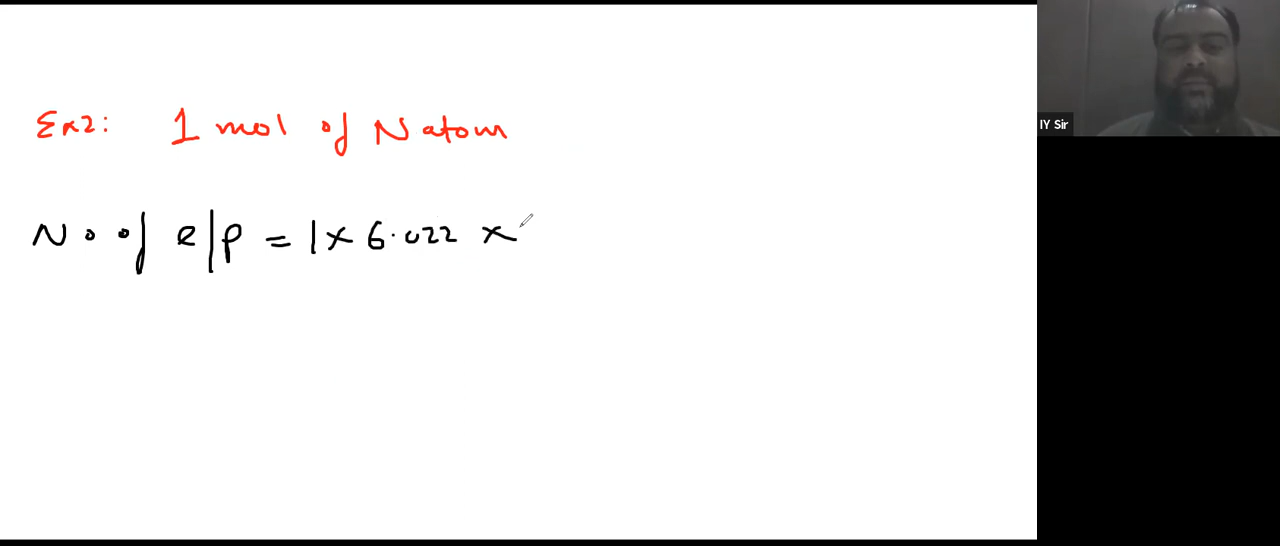 Ex2: 1 mol of N atom
IY Sir
No of e/p = 1 x 6.022 x